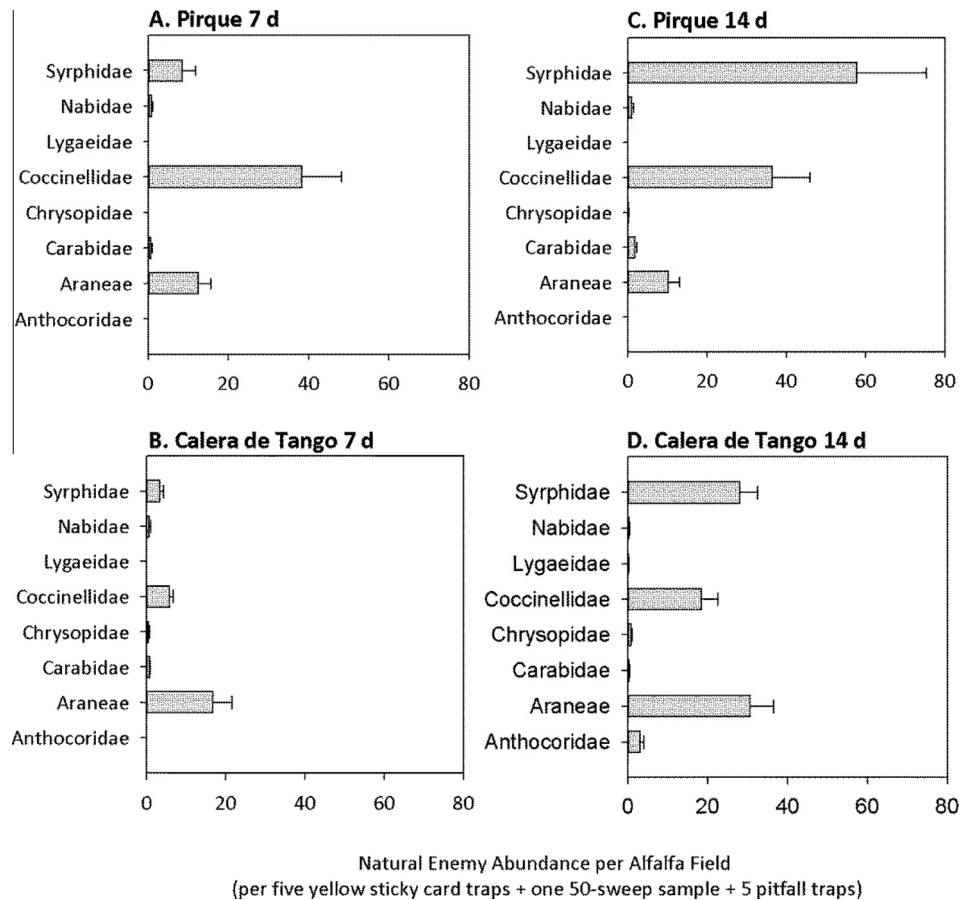 A. Pirque 7 d
Syrphidae
Nabidae
Lygaeidae
Coccinellidae
Chrysopidae
Carabidae
Araneae
Anthocoridae
0 20 40 60 80
C. Pirque 14 d
Syrphidae
Nabidae
Lygaeidae
Coccinellidae
Chrysopidae
Carabidae
Araneae
Anthocoridae
0 20 40 60 80
B. Calera de Tango 7 d
Syrphidae
Nabidae
Lygaeidae
Coccinellidae
Chrysopidae
Carabidae
Araneae
Anthocoridae
0 20 40 60 80
D. Calera de Tango 14 d
Syrphidae
Nabidae
Lygaeidae
Coccinellidae
Chrysopidae
Carabidae
Araneae
Anthocoridae
0 20 40 60 80
Natural Enemy Abundance per Alfalfa Field
(per five yellow sticky card traps + one 50-sweep sample + 5 pitfall traps)